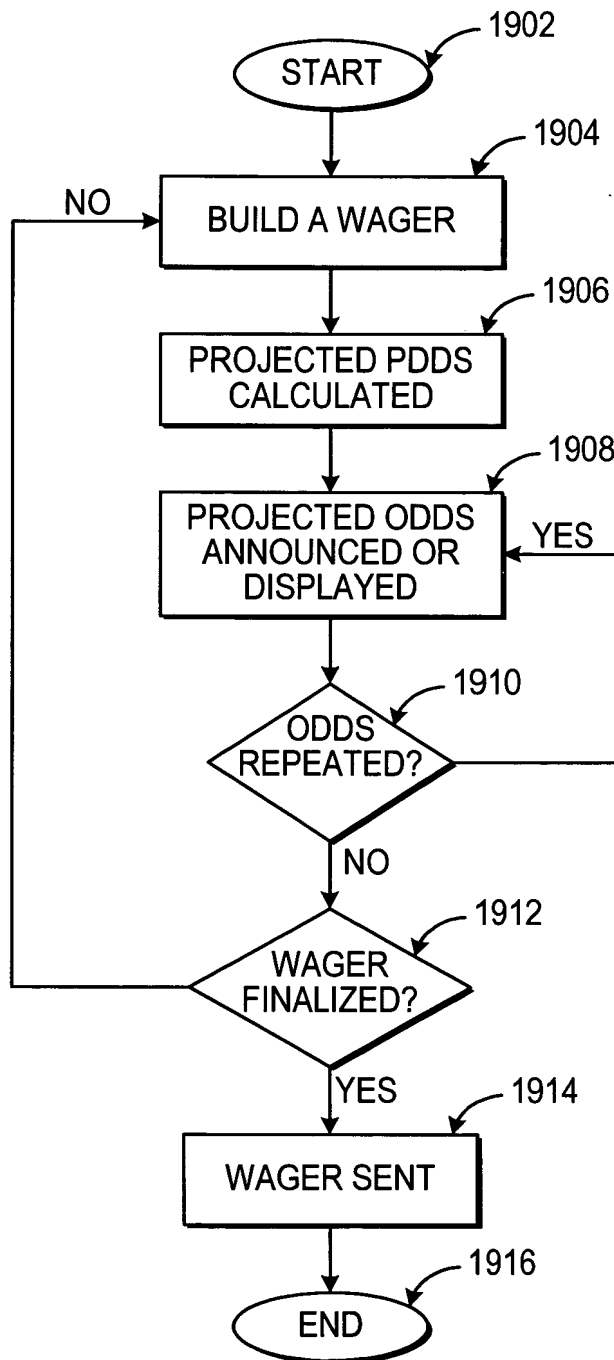 1902
START
1904
NO
BUILD A WAGER
1906
PROJECTED PDDS
CALCULATED
1908
PROJECTED ODDS
ANNOUNCED OR
DISPLAYED
YES
1910
ODDS
REPEATED?
NO
1912
WAGER
FINALIZED?
YES
1914
WAGER SENT
1916
END